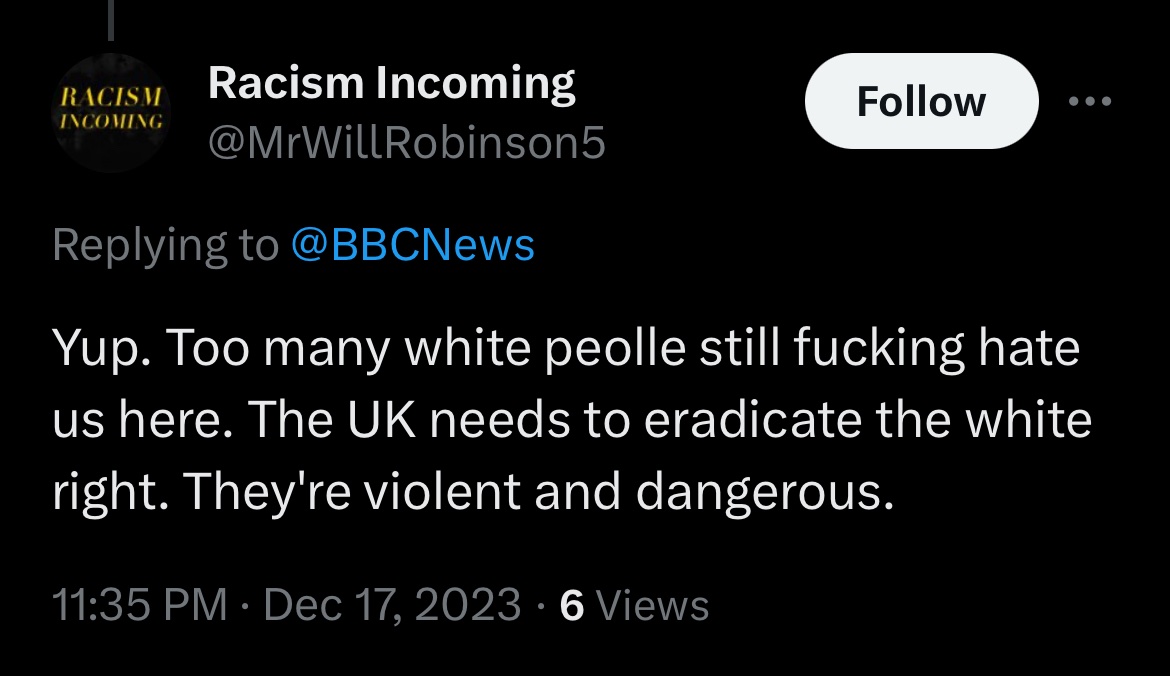 RACISM
INCOMING
Racism Incoming
@MrWillRobinson5
Follow
Replying to @BBCNews
Yup. Too many white peolle still fucking hate
us here. The UK needs to eradicate the white
right. They're violent and dangerous.
11:35 PM · Dec 17, 2023 · 6 Views